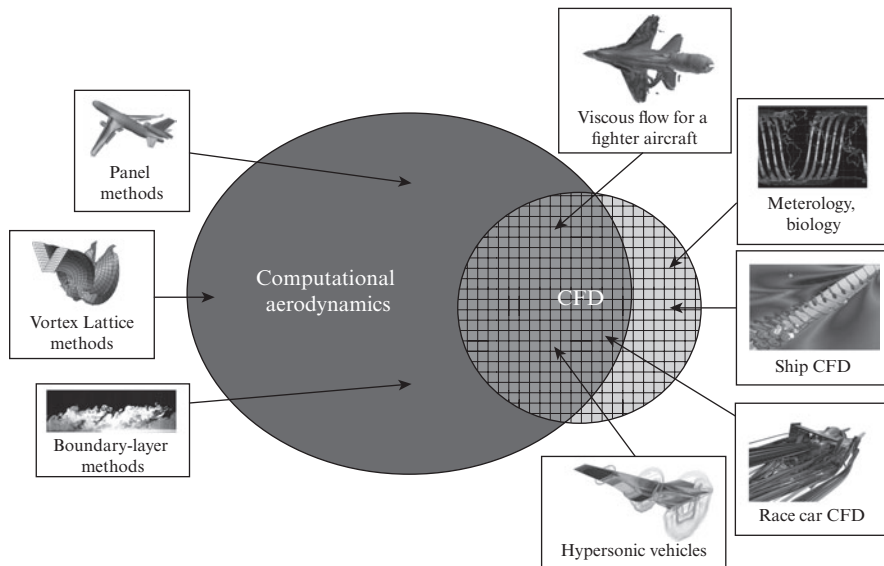 Viscous flow for a
fighter aircraft
Panel
methods
Meterology,
biology
Computational
aerodynamics
CFD
Vortex Lattice
methods
Ship CFD
Boundary-layer
methods
Race car CFD
Hypersonic vehicles